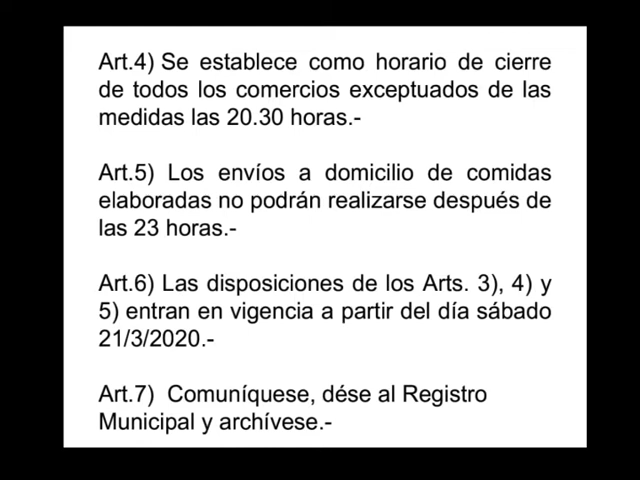 Art.4) Se establece como horario de cierre
de todos los comercios exceptuados de las
medidas las 20.30 horas.-
Art.5) Los envíos a domicilio de comidas
elaboradas no podrán realizarse después de
las 23 horas.-
Art.6) Las disposiciones de los Arts. 3), 4) y
5) entran en vigencia a partir del día sábado
21/3/2020.-
Art.7) Comuníquese, dése al Registro
Municipal y archívese.-